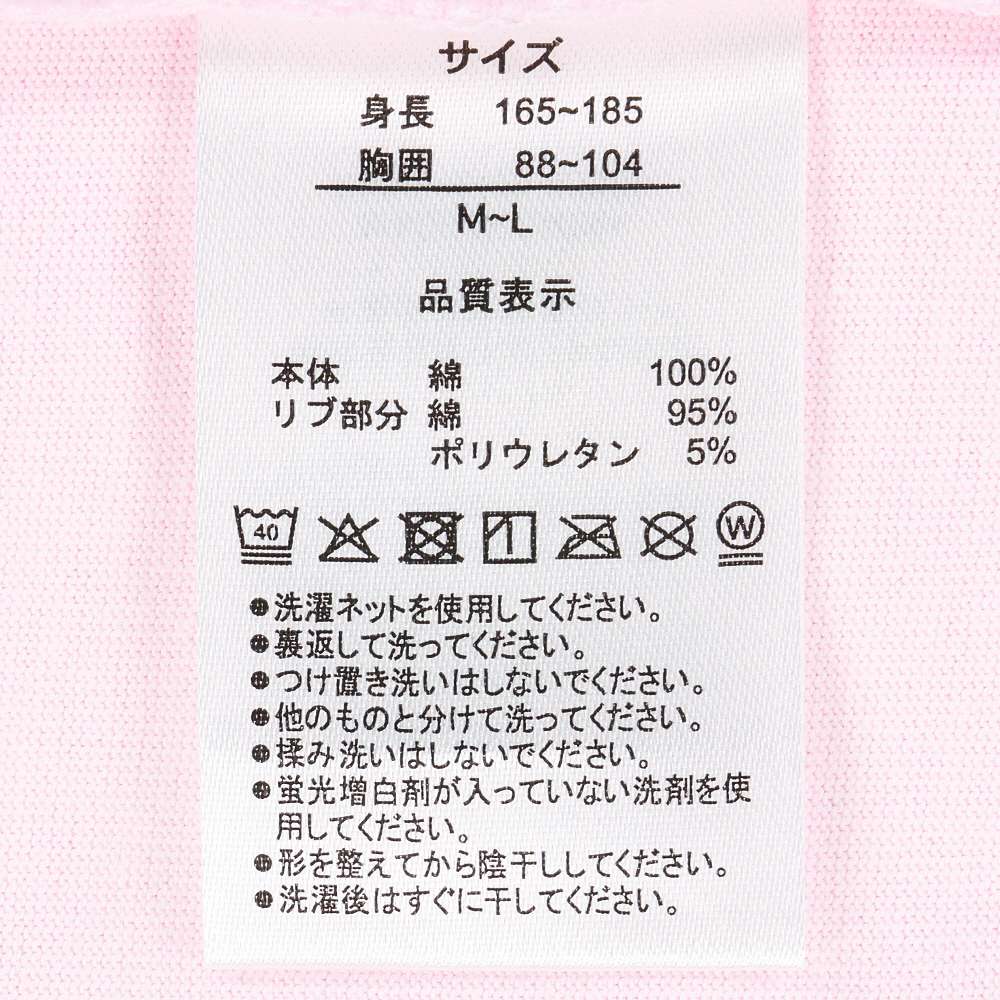 サイズ
身長 165~185
胸囲 88~104
M~L
品質表示
本体 綿 100%
リブ部分 綿 95%
ポリウレタン 5%
40 W
●洗濯ネットを使用してください。
●裏返して洗ってください。
●つけ置き洗いはしないでください。
●他のものと分けて洗ってください。
●揉み洗いはしないでください。
●蛍光増白剤が入っていない洗剤を使
用してください。
●形を整えてから陰干ししてください。
●洗濯後はすぐに干してください。